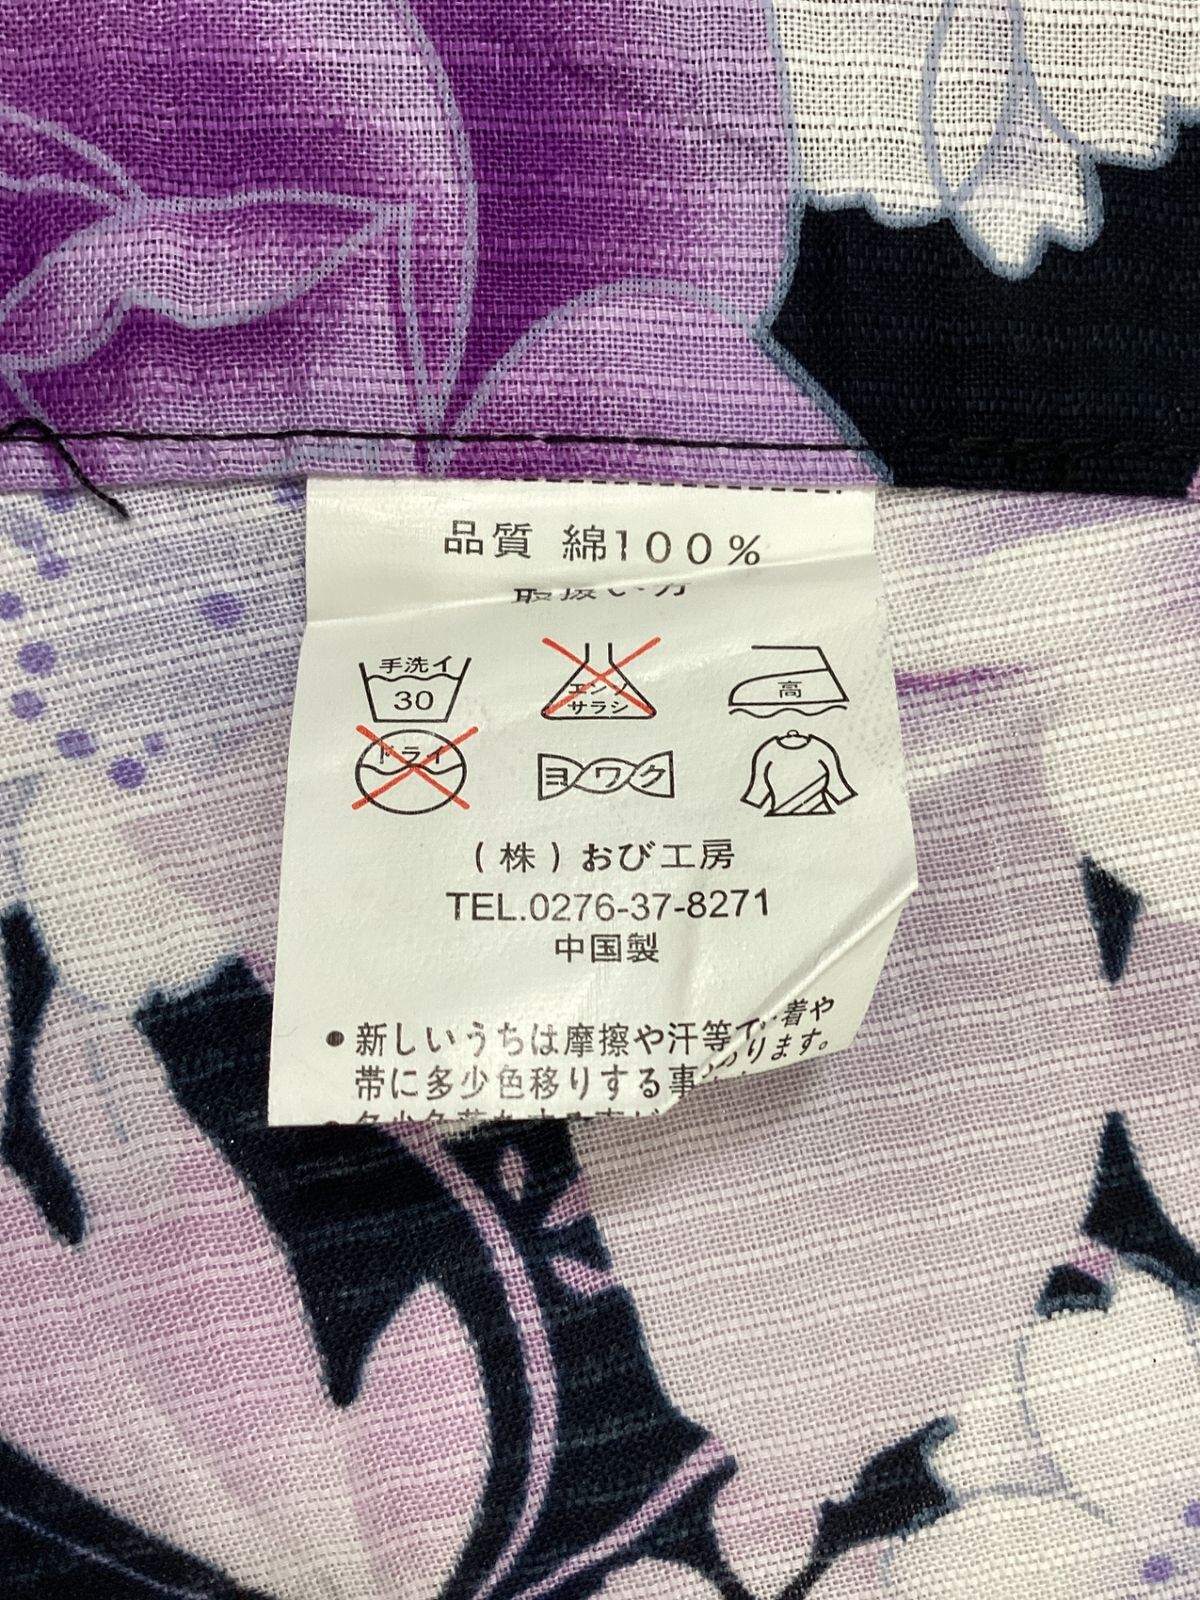 品質 綿100%
手洗イ
30
エンソ
サラシ
高
ドライ
ヨワク
(株)おび工房
TEL.0276-37-8271
中国製
●新しいうちは摩擦や汗等で 着や
帯に多少色移りする事 あります。